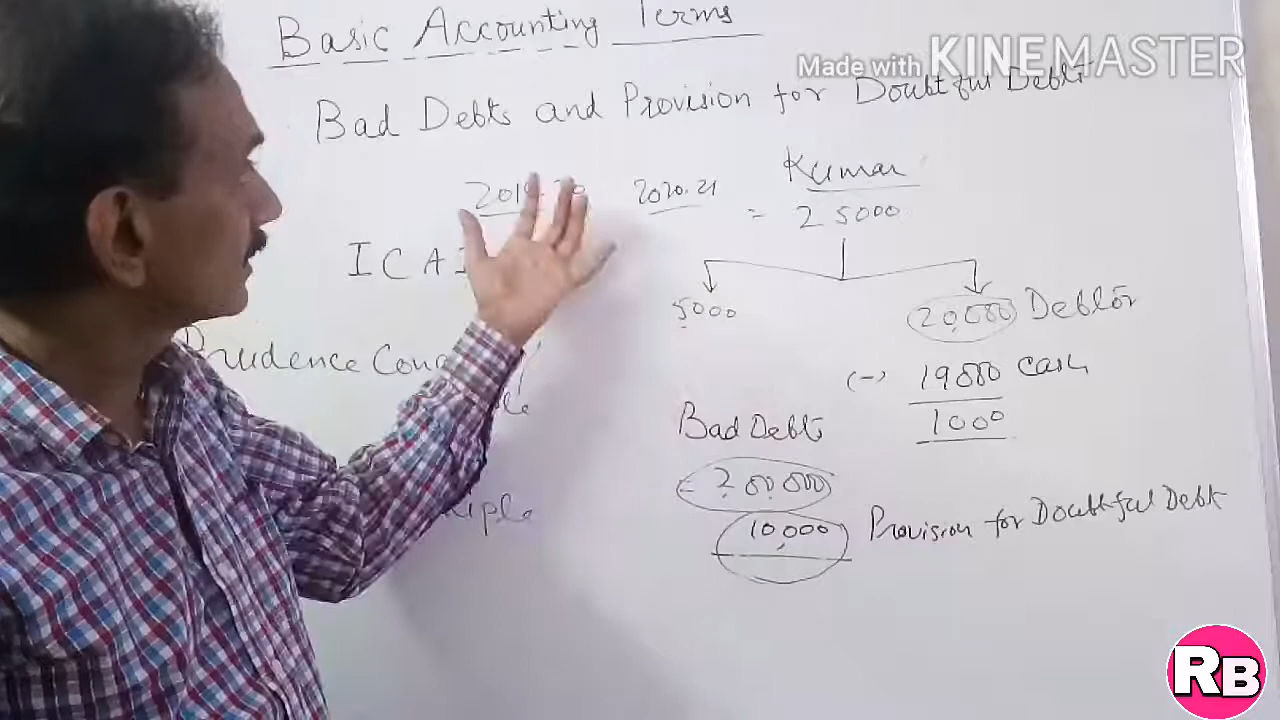 Basic Accounting Terms
Made with KINEMASTER
Bad Debts and Provision for Doubtful Debt
2019 20 2020.21 = Kumar
25000
ICAI
5000 20,000 Debtor
Prudence
(-) 19000 cash
1000
Bad Debts
= 2,00,000
10,000 Provision for Doubtful Debt
RB